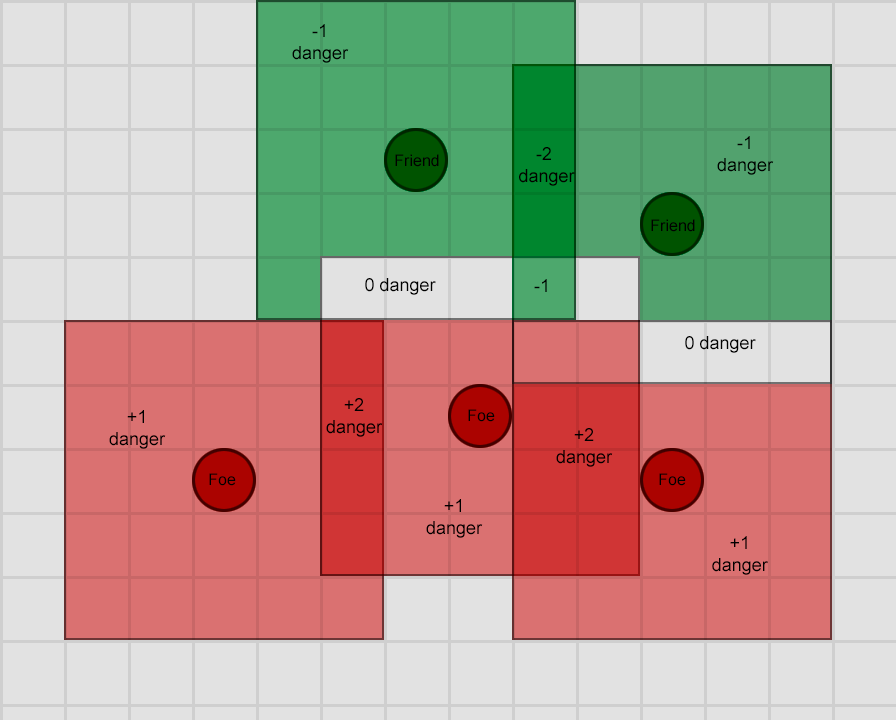 -1
danger
-2
danger
-1
danger
Friend
Friend
0 danger
-1
0 danger
+1
danger
+2
danger
Foe
+2
danger
Foe
Foe
+1
danger
+1
danger